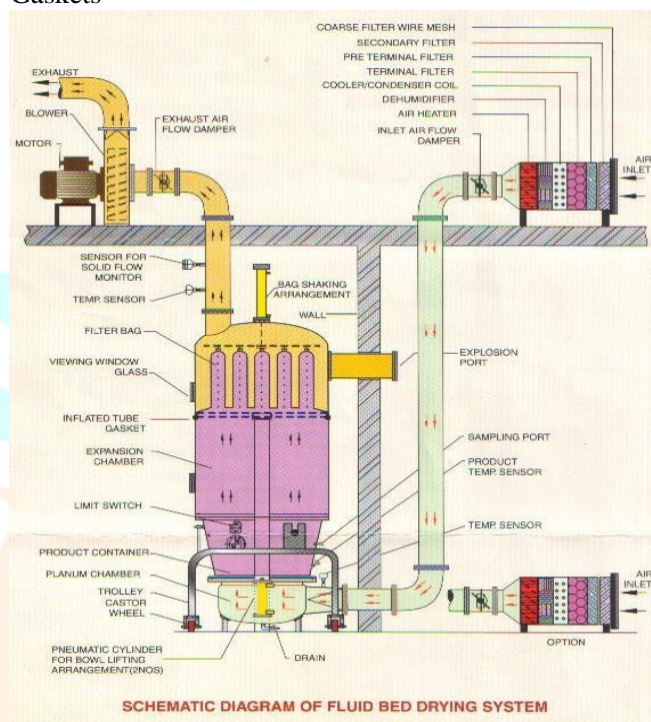 Gaskets
COARSE FILTER WIRE MESH
SECONDARY FILTER
PRE TERMINAL FILTER
TERMINAL FILTER
COOLER/CONDENSER COIL
DEHUMIDIFIER
AIR HEATER
INLET AIR FLOW
DAMPER
AIR
INLET
EXHAUST
BLOWER
EXHAUST AIR
FLOW DAMPER
MOTOR
SENSOR FOR
SOLID FLOW
MONITOR
TEMP. SENSOR
BAG SHAKING
ARRANGEMENT
WALL
FILTER BAG
VIEWING WINDOW
GLASS
EXPLOSION
PORT
INFLATED TUBE
GASKET
EXPANSION
CHAMBER
SAMPLING PORT
PRODUCT
TEMP. SENSOR
LIMIT SWITCH
TEMP. SENSOR
PRODUCT CONTAINER
PLANUM CHAMBER
TROLLEY
CASTOR
WHEEL
AIR
INLET
OPTION
PNEUMATIC CYLINDER
FOR BOWL LIFTING
ARRANGEMENT(2NOS)
DRAIN
SCHEMATIC DIAGRAM OF FLUID BED DRYING SYSTEM